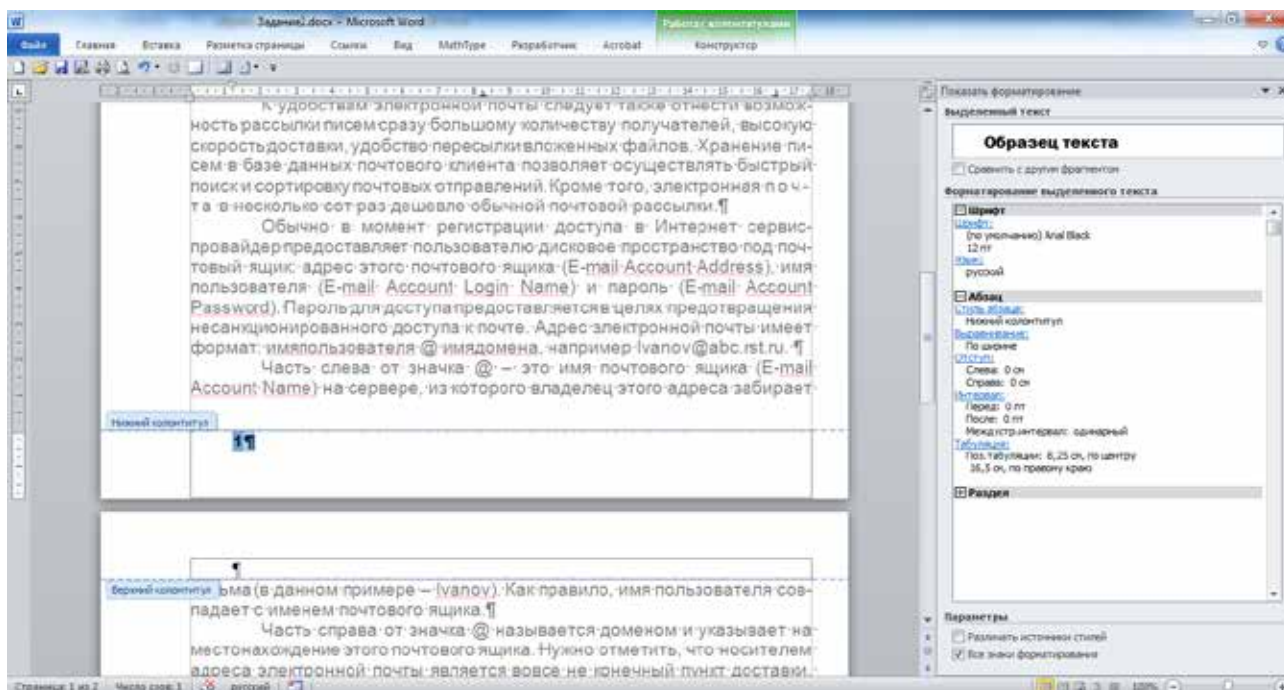 Задание2.docx - Microsoft Word
Работа с колонтитулами
Файл Главная Вставка Разметка страницы Ссылки Вид MathType Разработчик Acrobat Конструктор
К удобствам электронной почты следует также отнести возмож-
ность рассылки писем сразу большому количеству получателей, высокую
скорость доставки, удобство пересылки вложенных файлов. Хранение пи-
сем в базе данных почтового клиента позволяет осуществлять быстрый
поиск и сортировку почтовых отправлений. Кроме того, электронная поч-
та в несколько сот раз дешевле обычной почтовой рассылки.¶
Обычно в момент регистрации доступа в Интернет сервис-
провайдер предоставляет пользователю дисковое пространство под поч-
товый ящик: адрес этого почтового ящика (E-mail Account Address), имя
пользователя (E-mail Account Login Name) и пароль (E-mail Account
Password). Пароль для доступа предоставляется в целях предотвращения
несанкционированного доступа к почте. Адрес электронной почты имеет
формат: имяпользователя @ имядомена, например Ivanov@abc.rst.ru. ¶
Часть слева от значка @ – это имя почтового ящика (E-mail
Account Name) на сервере, из которого владелец этого адреса забирает
Нижний колонтитул
1¶
¶
Верхний колонтитул
ьма (в данном примере – Ivanov). Как правило, имя пользователя сов-
падает с именем почтового ящика.¶
Часть справа от значка @ называется доменом и указывает на
местонахождение этого почтового ящика. Нужно отметить, что носителем
адреса электронной почты является вовсе не конечный пункт доставки,
Показать форматирование
Выделенный текст
Образец текста
Сравнить с другим фрагментом
Форматирование выделенного текста
Шрифт
Шрифт:
(по умолчанию) Arial Black
12 пт
Язык:
русский
Абзац
Стиль абзаца:
Нижний колонтитул
Выравнивание:
По ширине
Отступ:
Слева: 0 см
Справа: 0 см
Интервал:
Перед: 0 пт
После: 0 пт
Междустр.интервал: одинарный
Табуляция:
Поз.табуляции: 8,25 см, по центру
16,5 см, по правому краю
Раздел
Параметры
Различать источники стилей
Все знаки форматирования
Страница: 1 из 2 Число слов: 1 русский 100%